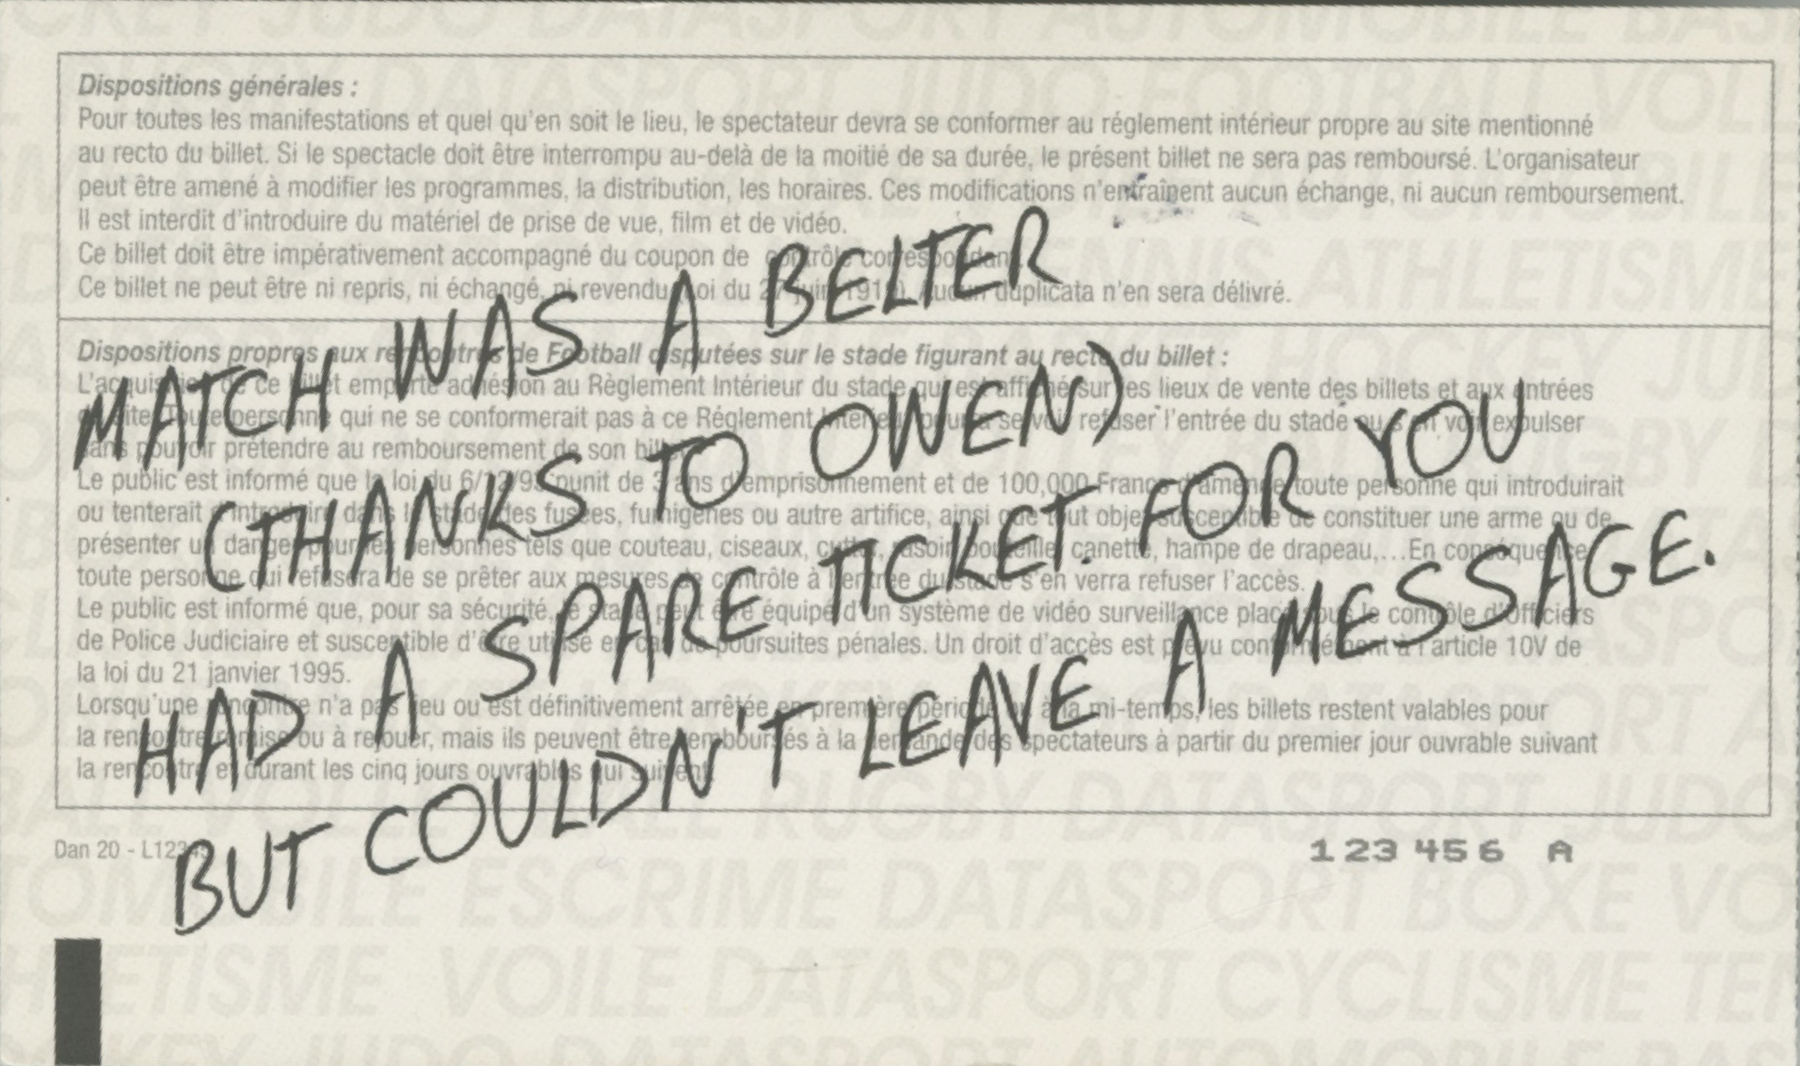 Dispositions générales :
Pour toutes les manifestations et quel qu'en soit le lieu, le spectateur devra se conformer au réglement intérieur propre au site mentionné
au recto du billet. Si le spectacle doit être interrompu au-delà de la moitié de sa durée, le présent billet ne sera pas remboursé. L'organisateur
peut être amené à modifier les programmes, la distribution, les horaires. Ces modifications n'entraînent aucun échange, ni aucun remboursement.
Il est interdit d'introduire du matériel de prise de vue, film et de vidéo.
Ce billet doit être impérativement accompagné du coupon de contrôle correspondant.
Ce billet ne peut être ni repris, ni échangé, ni revendu loi du 27 juin 1919). Aucun duplicata n'en sera délivré.
Dispositions propres aux rencontres de Football disputées sur le stade figurant au recto du billet :
L'acquisition de ce billet emporte adhésion au Règlement Intérieur du stade qui est affiché sur les lieux de vente des billets et aux entrées
Toute personne qui ne se conformerait pas à ce Réglement Intérieur pourra se voir refuser l'entrée du stade ou s'en voir expulser
sans pouvoir prétendre au remboursement de son billet.
Le public est informé que la loi du 6/12/93 punit de 3 ans d'emprisonnement et de 100,000 Francs d'amende toute personne qui introduirait
ou tenterait d'introduire dans le stade des fusées, fumigènes ou autre artifice, ainsi que tout objet susceptible de constituer une arme ou de
présenter un danger pour les personnes tels que couteau, ciseaux, cutter, rasoir, bouteille, canette, hampe de drapeau,...En conséquence
toute personne qui refusera de se prêter aux mesures de contrôle à l'entrée du stade s'en verra refuser l'accès.
Le public est informé que, pour sa sécurité, le stade peut être équipé d'un système de vidéo surveillance placé sous le contrôle d'Officiers
de Police Judiciaire et susceptible d'être utilisé en cas de poursuites pénales. Un droit d'accès est prévu conformément à l'article 10V de
la loi du 21 janvier 1995.
Lorsqu'une rencontre n'a pas lieu ou est définitivement arrêtée en première période ou à la mi-temps, les billets restent valables pour
la rencontre remise ou à rejouer, mais ils peuvent être remboursés à la demande des spectateurs à partir du premier jour ouvrable suivant
la rencontre et durant les cinq jours ouvrables qui suivent.
MATCH WAS A BELTER
(THANKS TO OWEN)
HAD A SPARE TICKET FOR YOU
BUT COULDN'T LEAVE A MESSAGE.
Dan 20 - L12345
123456 A